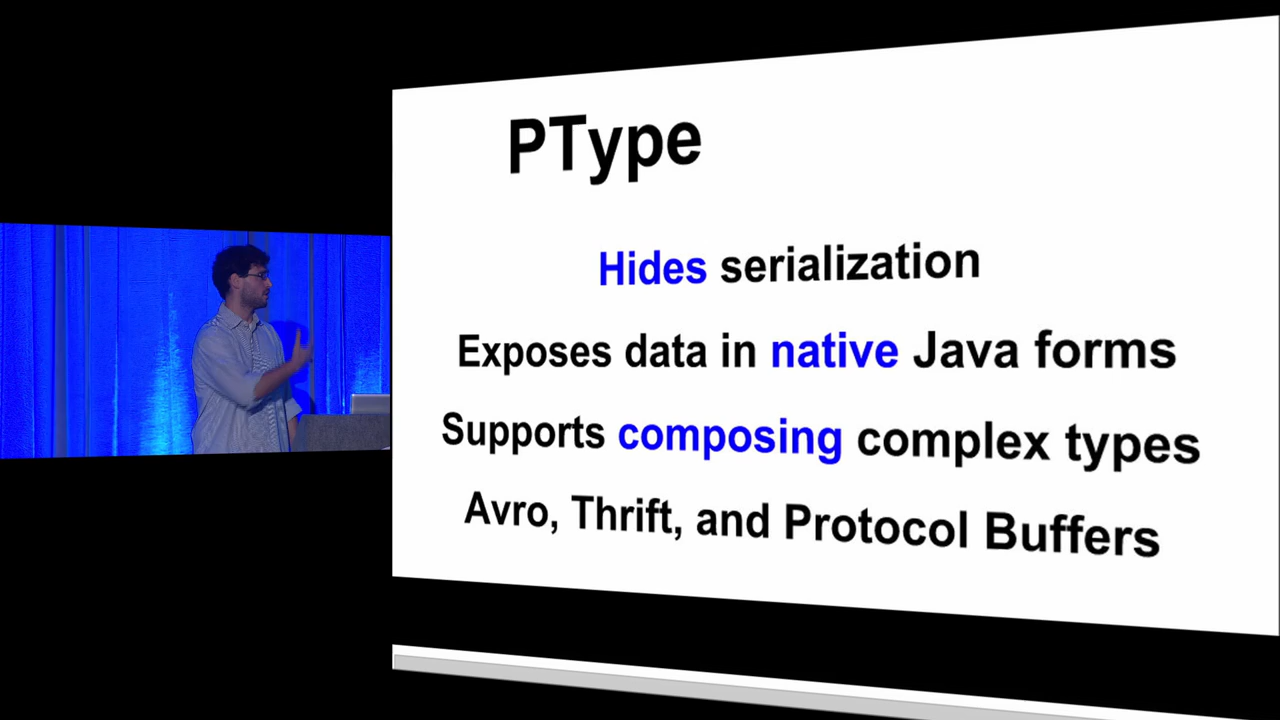 PType
Hides serialization
Exposes data in native Java forms
Supports composing complex types
Avro, Thrift, and Protocol Buffers